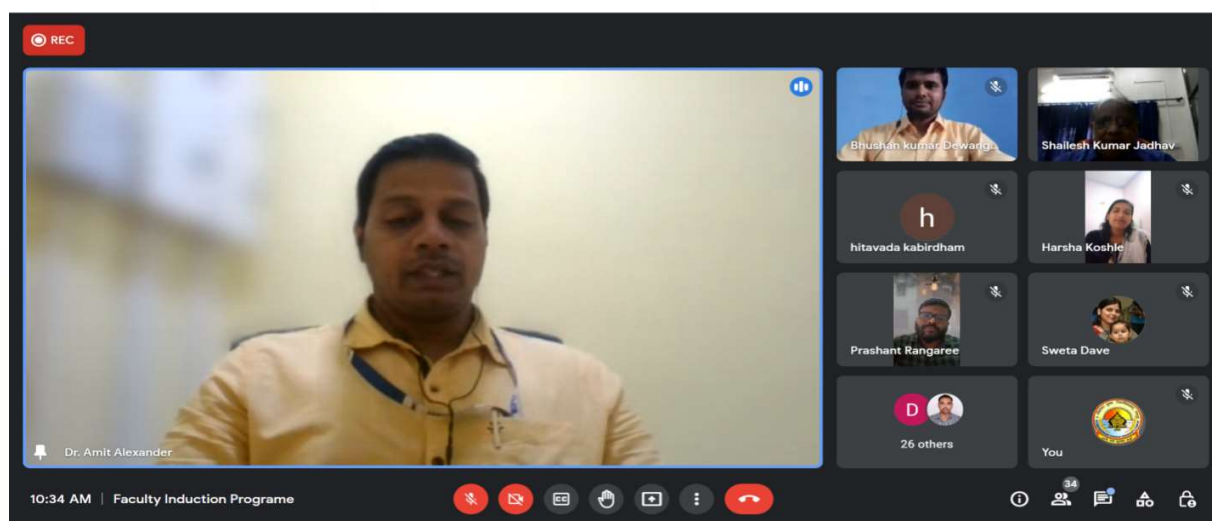 REC
Dr. Amit Alexander
Bhushan kumar Dewang...
Shailesh Kumar Jadhav
h
hitavada kabirdham
Harsha Koshle
Prashant Rangaree
Sweta Dave
D
26 others
You
10:34 AM | Faculty Induction Programe
CC
34